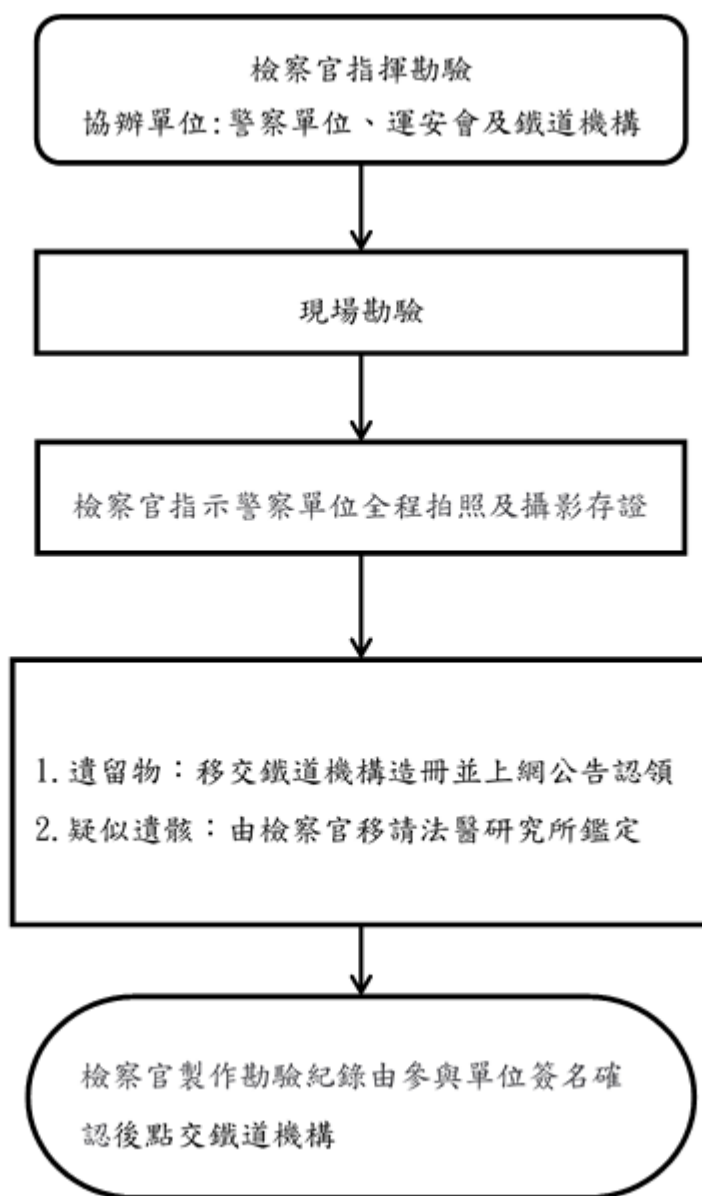 檢察官指揮勘驗
協辦單位:警察單位、運安會及鐵道機構
現場勘驗
檢察官指示警察單位全程拍照及攝影存證
1.遺留物：移交鐵道機構造冊並上網公告認領
2.疑似遺骸：由檢察官移請法醫研究所鑑定
檢察官製作勘驗紀錄由參與單位簽名確
認後點交鐵道機構